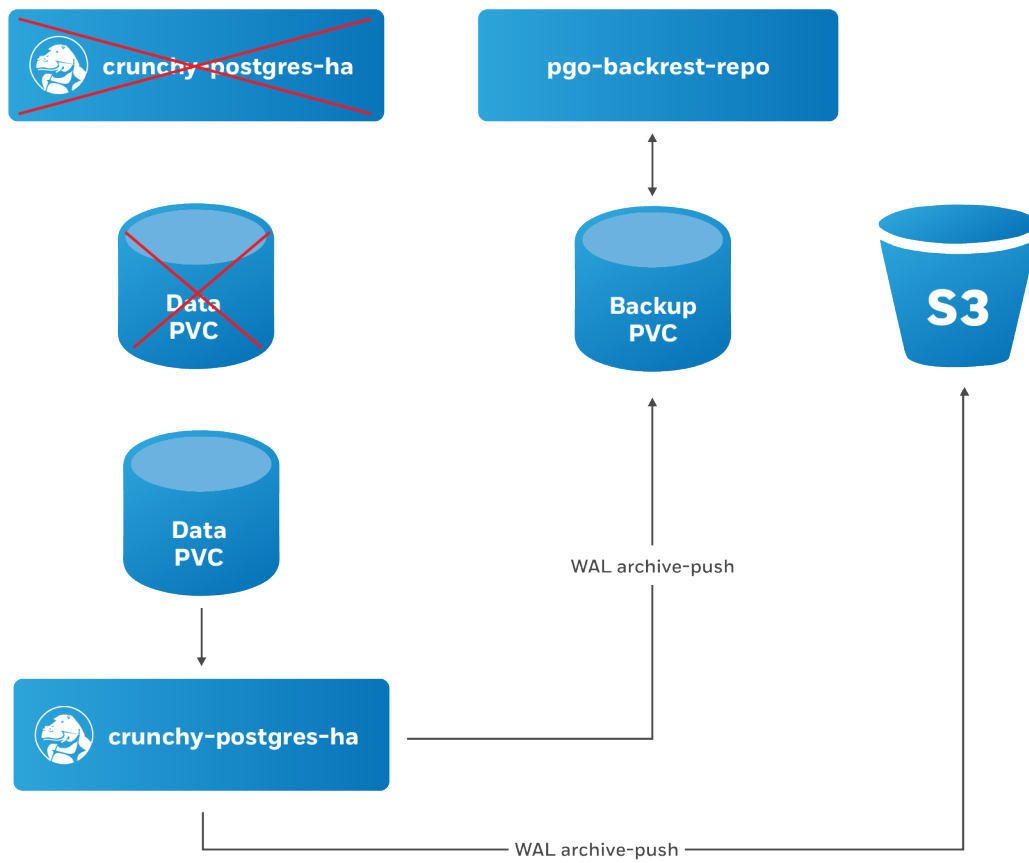 crunchy-postgres-ha
pgo-backrest-repo
Data
PVC
Backup
PVC
S3
Data
PVC
WAL archive-push
crunchy-postgres-ha
WAL archive-push